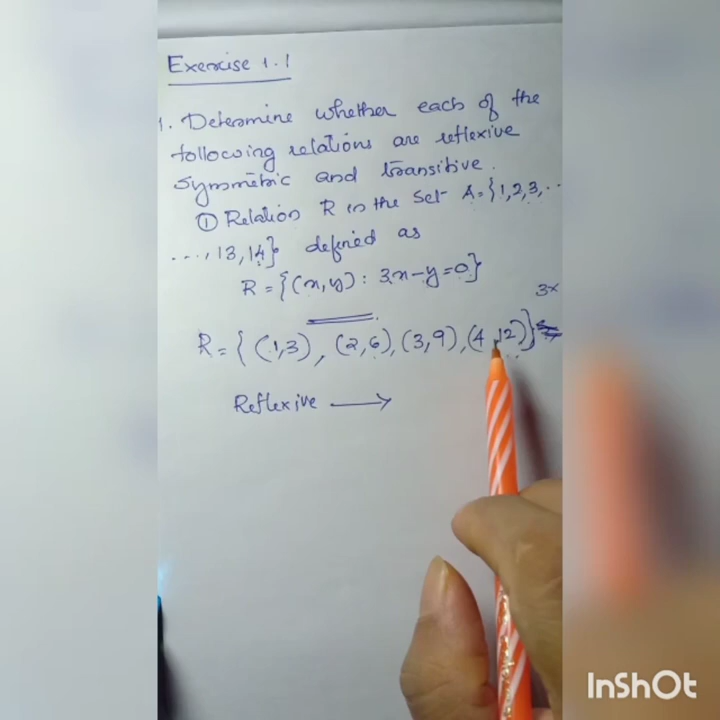 Exercise 1.1
1. Determine whether each of the
following relations are reflexive
symmetric and transitive.
① Relation R in the set A = {1,2,3,..
...,13,14} defined as
R = {(x,y) : 3x-y=0}
3x
R = { (1,3), (2,6), (3,9), (4,12)}
Reflexive →
InShOt